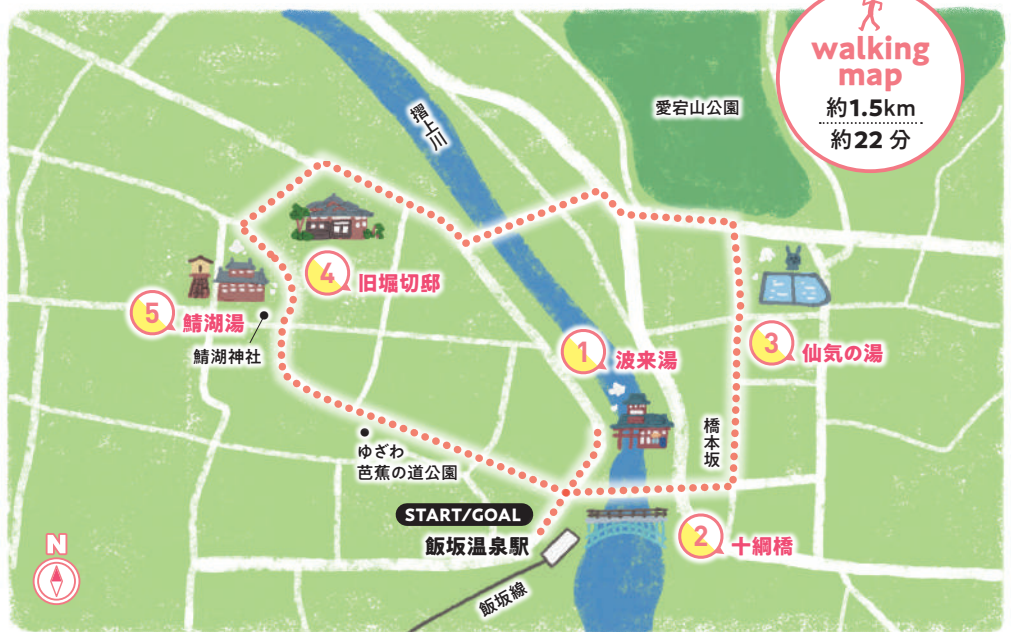 walking
map
約1.5km
約22分
愛宕山公園
摺上川
4 旧堀切邸
5 鯖湖湯
鯖湖神社
1 波来湯
3 仙気の湯
橋本坂
ゆざわ
芭蕉の道公園
START/GOAL
飯坂温泉駅
2 十綱橋
飯坂線
N